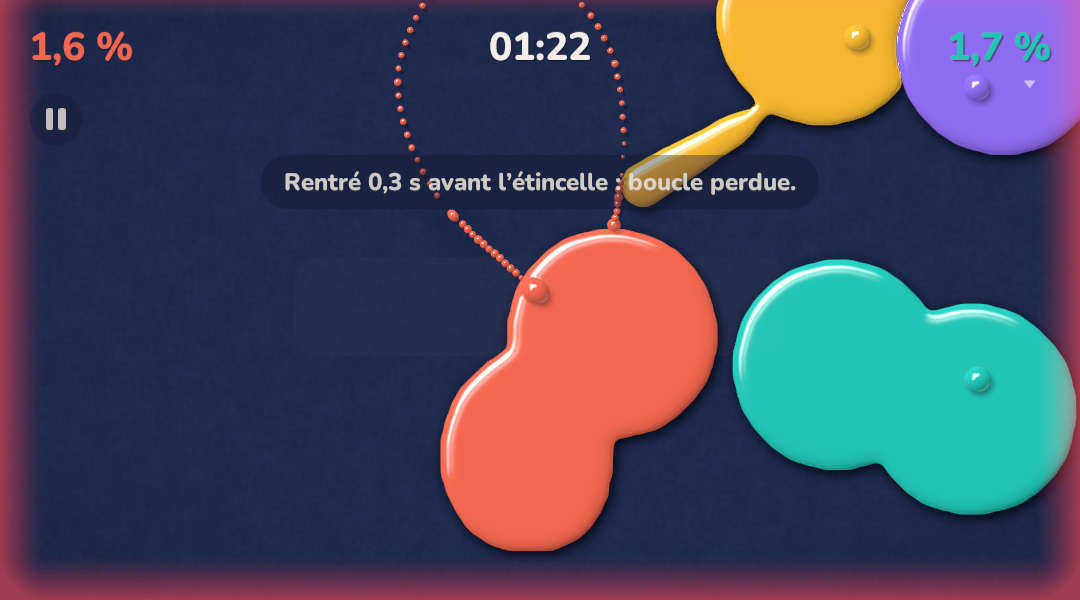 1,6 %
01:22
1,7 %
Rentré 0,3 s avant l’étincelle : boucle perdue.